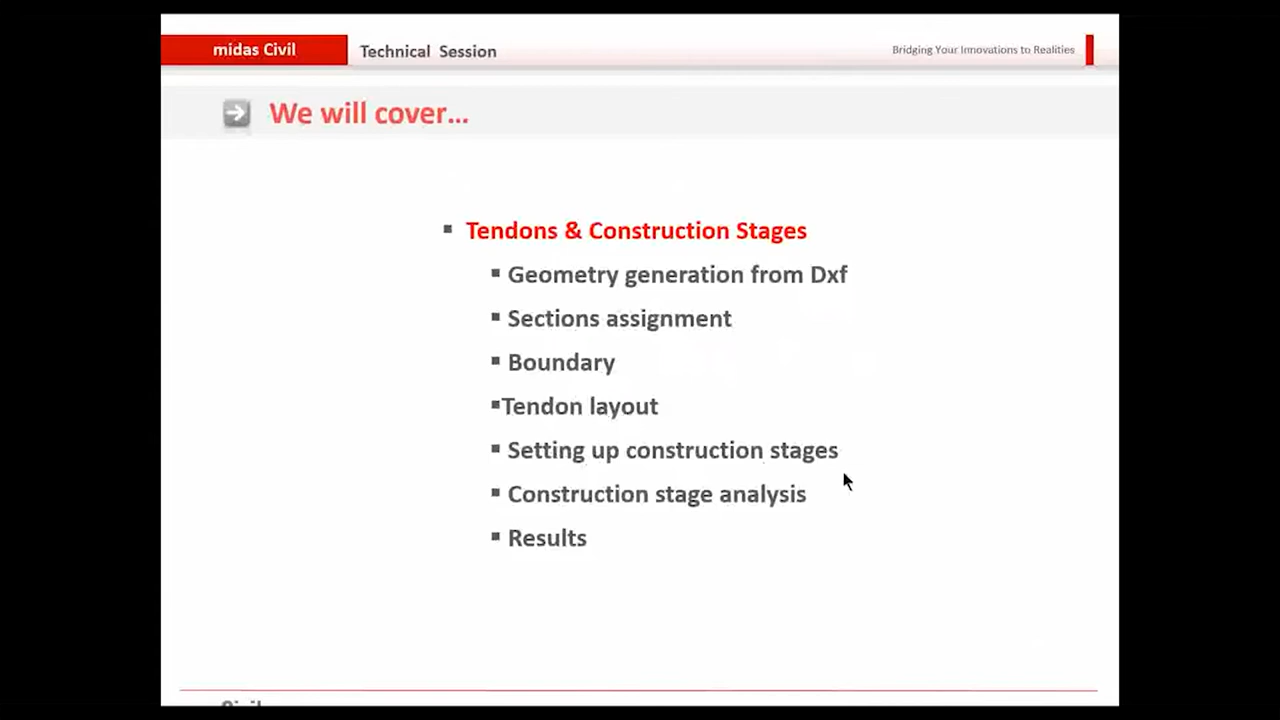 midas Civil
Technical Session
Bridging Your Innovations to Realities
We will cover...
Tendons & Construction Stages
Geometry generation from Dxf
Sections assignment
Boundary
Tendon layout
Setting up construction stages
Construction stage analysis
Results